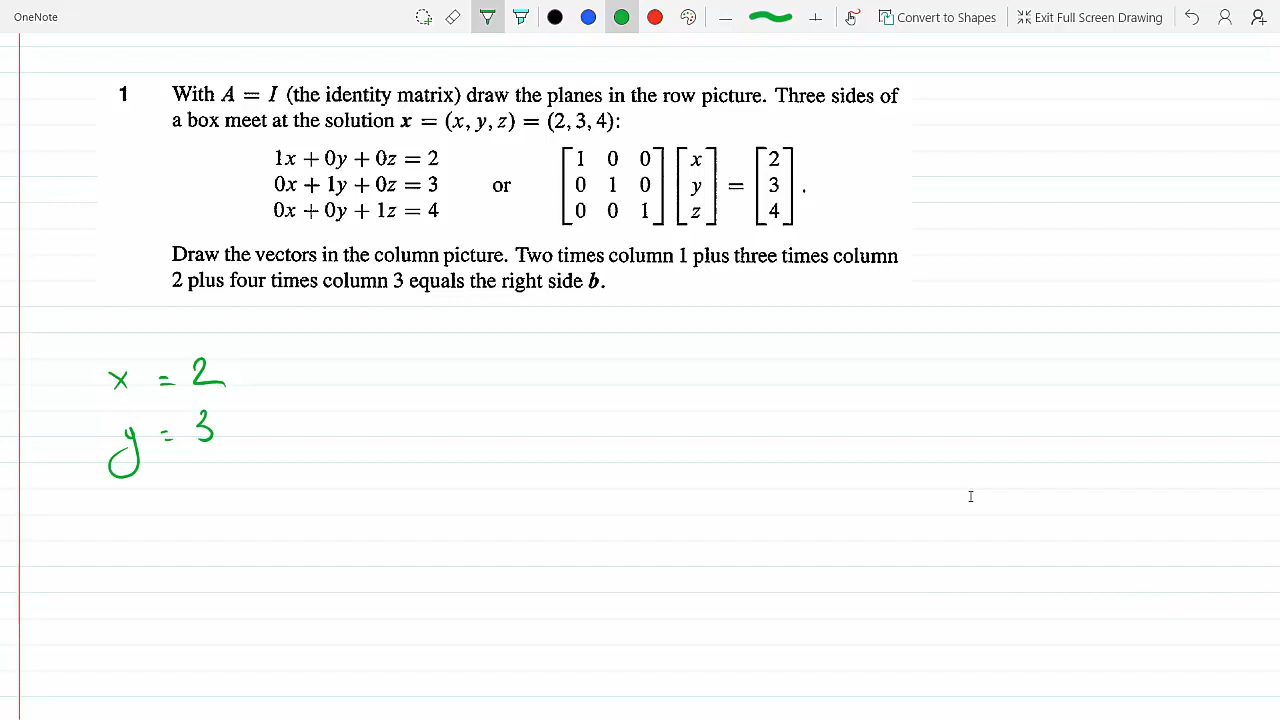 OneNote Convert to Shapes Exit Full Screen Drawing
1 With A = I (the identity matrix) draw the planes in the row picture. Three sides of
a box meet at the solution x = (x, y, z) = (2, 3, 4):
1x + 0y + 0z = 2
0x + 1y + 0z = 3 or [1 0 0; 0 1 0; 0 0 1] [x; y; z] = [2; 3; 4].
0x + 0y + 1z = 4
Draw the vectors in the column picture. Two times column 1 plus three times column
2 plus four times column 3 equals the right side b.
x = 2
y = 3